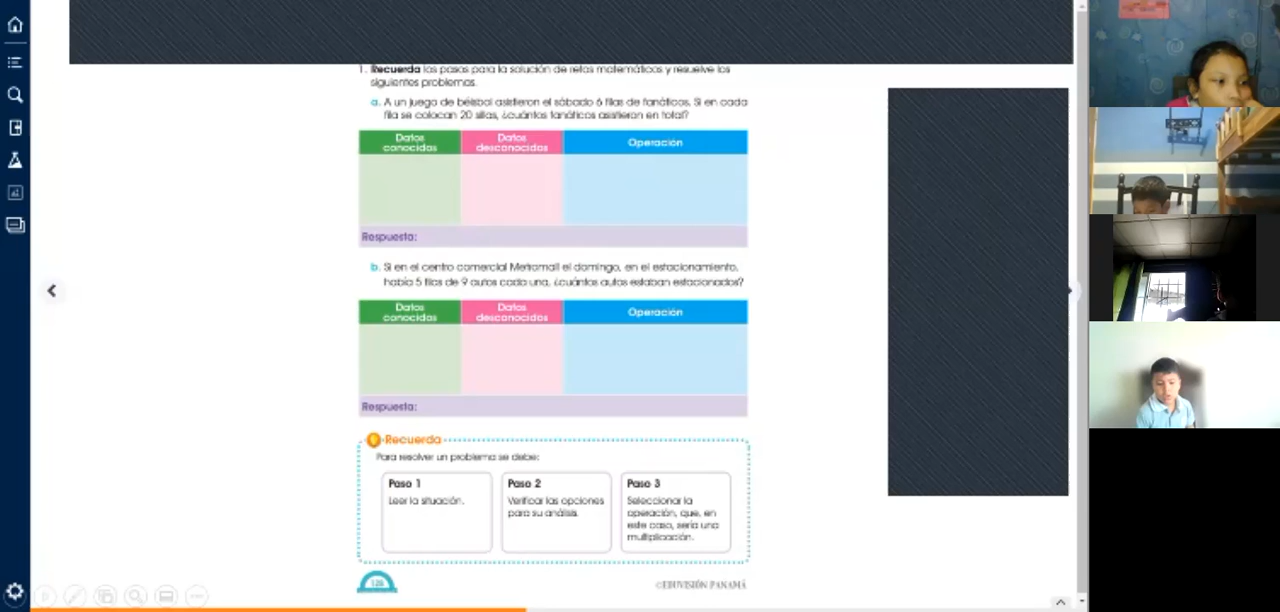 1. Recuerda los pasos para la solución de retos matemáticos y resuelve los
siguientes problemas.
a. A un juego de béisbol asistieron el sábado 6 filas de fanáticos. Si en cada
fila se colocan 20 sillas, ¿cuántos fanáticos asistieron en total?
Datos
conocidos
Datos
desconocidos
Operación
Respuesta:
b. Si en el centro comercial Metromall el domingo, en el estacionamiento,
había 5 filas de 9 autos cada una, ¿cuántos autos estaban estacionados?
Datos
conocidos
Datos
desconocidos
Operación
Respuesta:
Recuerda
Para resolver un problema se debe:
Paso 1
Leer la situación.
Paso 2
Verificar las opciones
para su análisis.
Paso 3
Seleccionar la
operación, que, en
este caso, sería una
multiplicación.
©EDUVISIÓN PANAMÁ